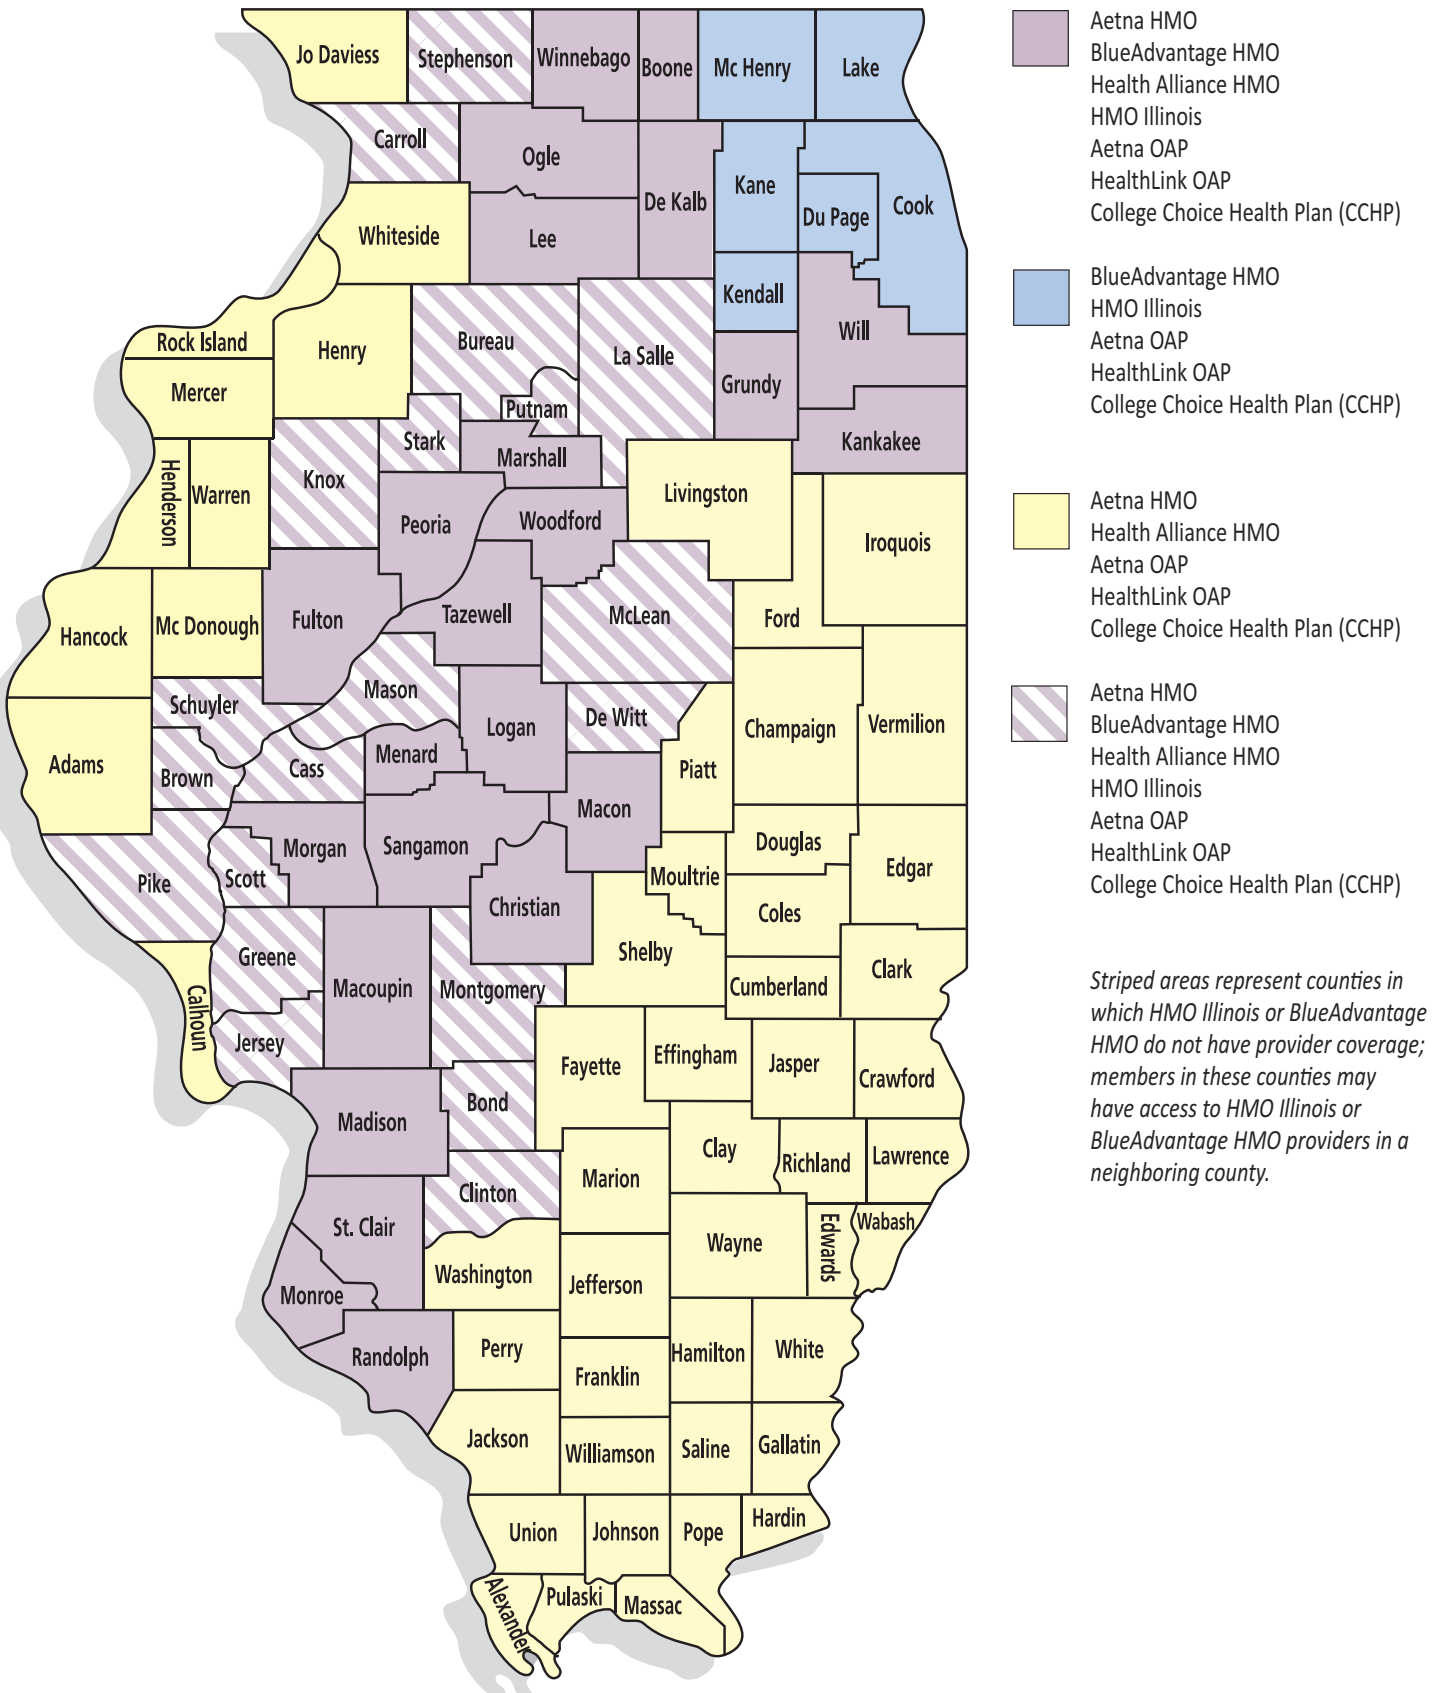 Jo Daviess
Stephenson
Winnebago
Boone
Mc Henry
Lake
Carroll
Ogle
De Kalb
Kane
Du Page
Cook
Whiteside
Lee
Kendall
Will
Rock Island
Henry
Bureau
La Salle
Grundy
Mercer
Putnam
Kankakee
Stark
Marshall
Henderson
Warren
Knox
Peoria
Woodford
Livingston
Iroquois
Hancock
Mc Donough
Fulton
Tazewell
McLean
Ford
Schuyler
Mason
Logan
De Witt
Champaign
Vermilion
Adams
Brown
Cass
Menard
Piatt
Macon
Pike
Scott
Morgan
Sangamon
Christian
Moultrie
Douglas
Edgar
Coles
Shelby
Greene
Macoupin
Montgomery
Cumberland
Clark
Calhoun
Jersey
Fayette
Effingham
Jasper
Crawford
Madison
Bond
Clay
Richland
Lawrence
Clinton
Marion
St. Clair
Wayne
Edwards
Wabash
Washington
Jefferson
Monroe
Randolph
Perry
Franklin
Hamilton
White
Jackson
Williamson
Saline
Gallatin
Union
Johnson
Pope
Hardin
Alexander
Pulaski
Massac
Aetna HMO
BlueAdvantage HMO
Health Alliance HMO
HMO Illinois
Aetna OAP
HealthLink OAP
College Choice Health Plan (CCHP)
BlueAdvantage HMO
HMO Illinois
Aetna OAP
HealthLink OAP
College Choice Health Plan (CCHP)
Aetna HMO
Health Alliance HMO
Aetna OAP
HealthLink OAP
College Choice Health Plan (CCHP)
Aetna HMO
BlueAdvantage HMO
Health Alliance HMO
HMO Illinois
Aetna OAP
HealthLink OAP
College Choice Health Plan (CCHP)
Striped areas represent counties in
which HMO Illinois or BlueAdvantage
HMO do not have provider coverage;
members in these counties may
have access to HMO Illinois or
BlueAdvantage HMO providers in a
neighboring county.